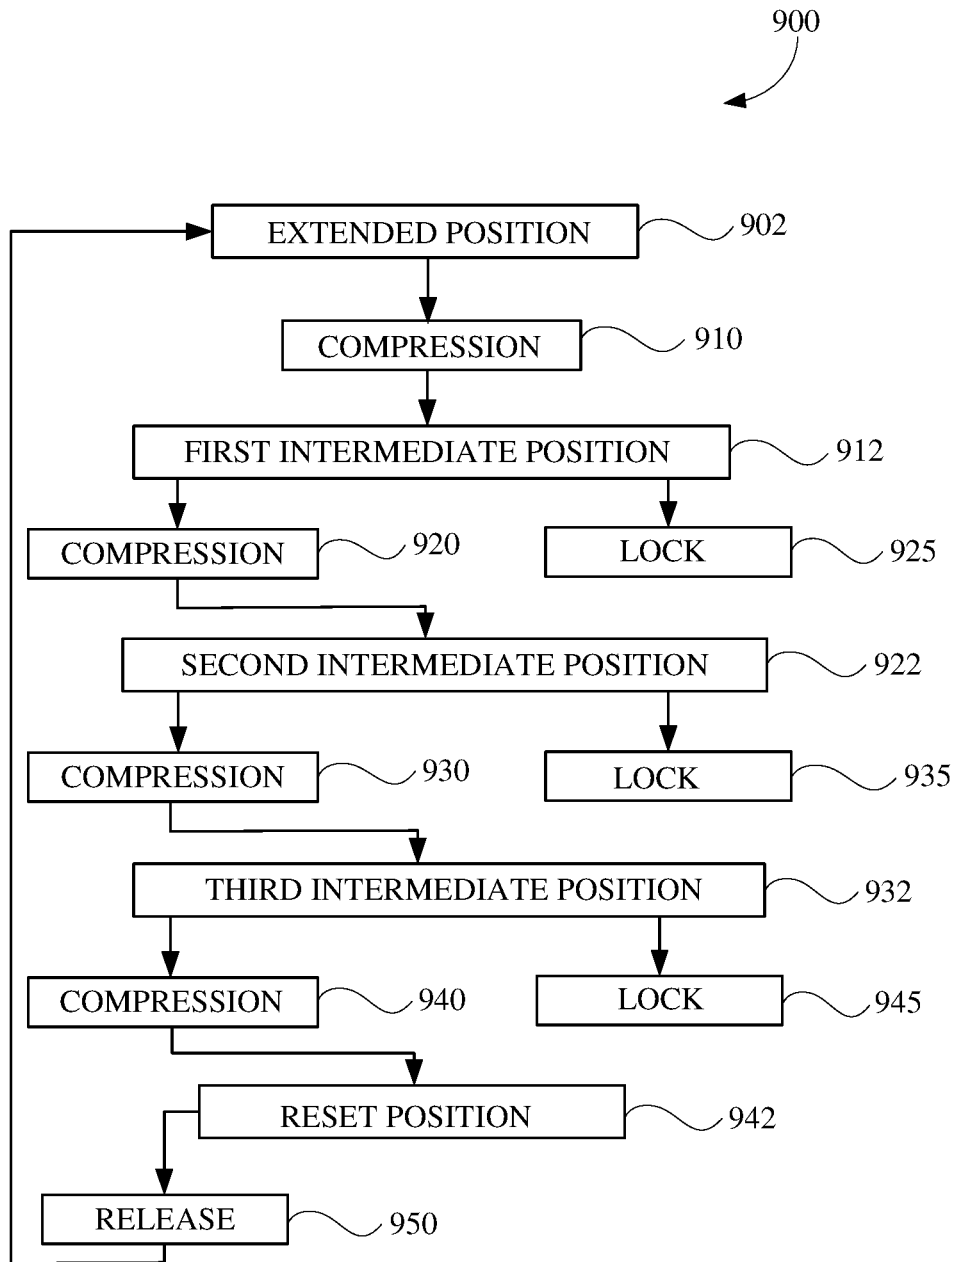 900
EXTENDED POSITION 902
COMPRESSION 910
FIRST INTERMEDIATE POSITION 912
COMPRESSION 920 LOCK 925
SECOND INTERMEDIATE POSITION 922
COMPRESSION 930 LOCK 935
THIRD INTERMEDIATE POSITION 932
COMPRESSION 940 LOCK 945
RESET POSITION 942
RELEASE 950